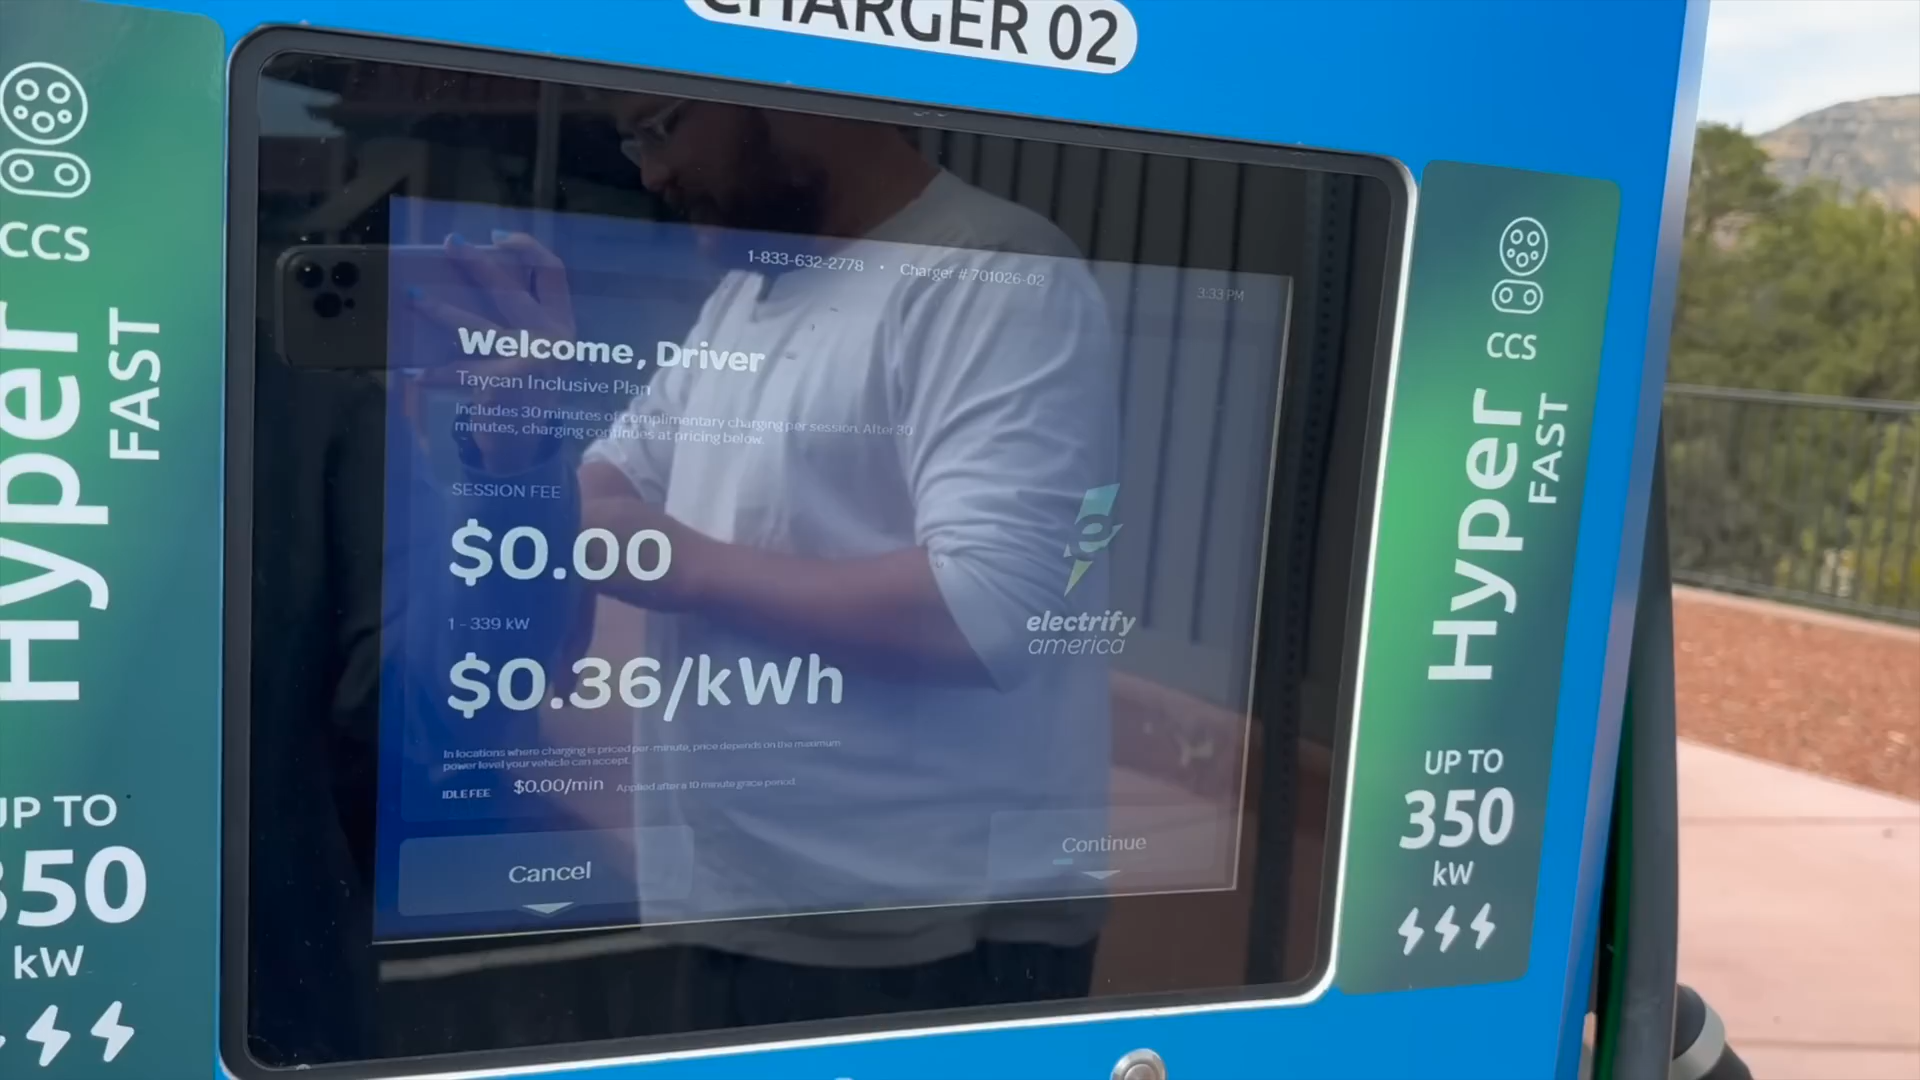 CHARGER 02
CCS
Hyper
FAST
UP TO
350
kW
1-833-632-2778 • Charger # 701026-02
3:33 PM
Welcome, Driver
Taycan Inclusive Plan
Includes 30 minutes of complimentary charging per session. After 30
minutes, charging continues at pricing below.
SESSION FEE
$0.00
1 - 339 kW
$0.36/kWh
In locations where charging is priced per-minute, price depends on the maximum
power level your vehicle can accept.
IDLE FEE $0.00/min Applied after a 10 minute grace period.
Cancel
Continue
electrify
america
CCS
Hyper
FAST
UP TO
350
kW